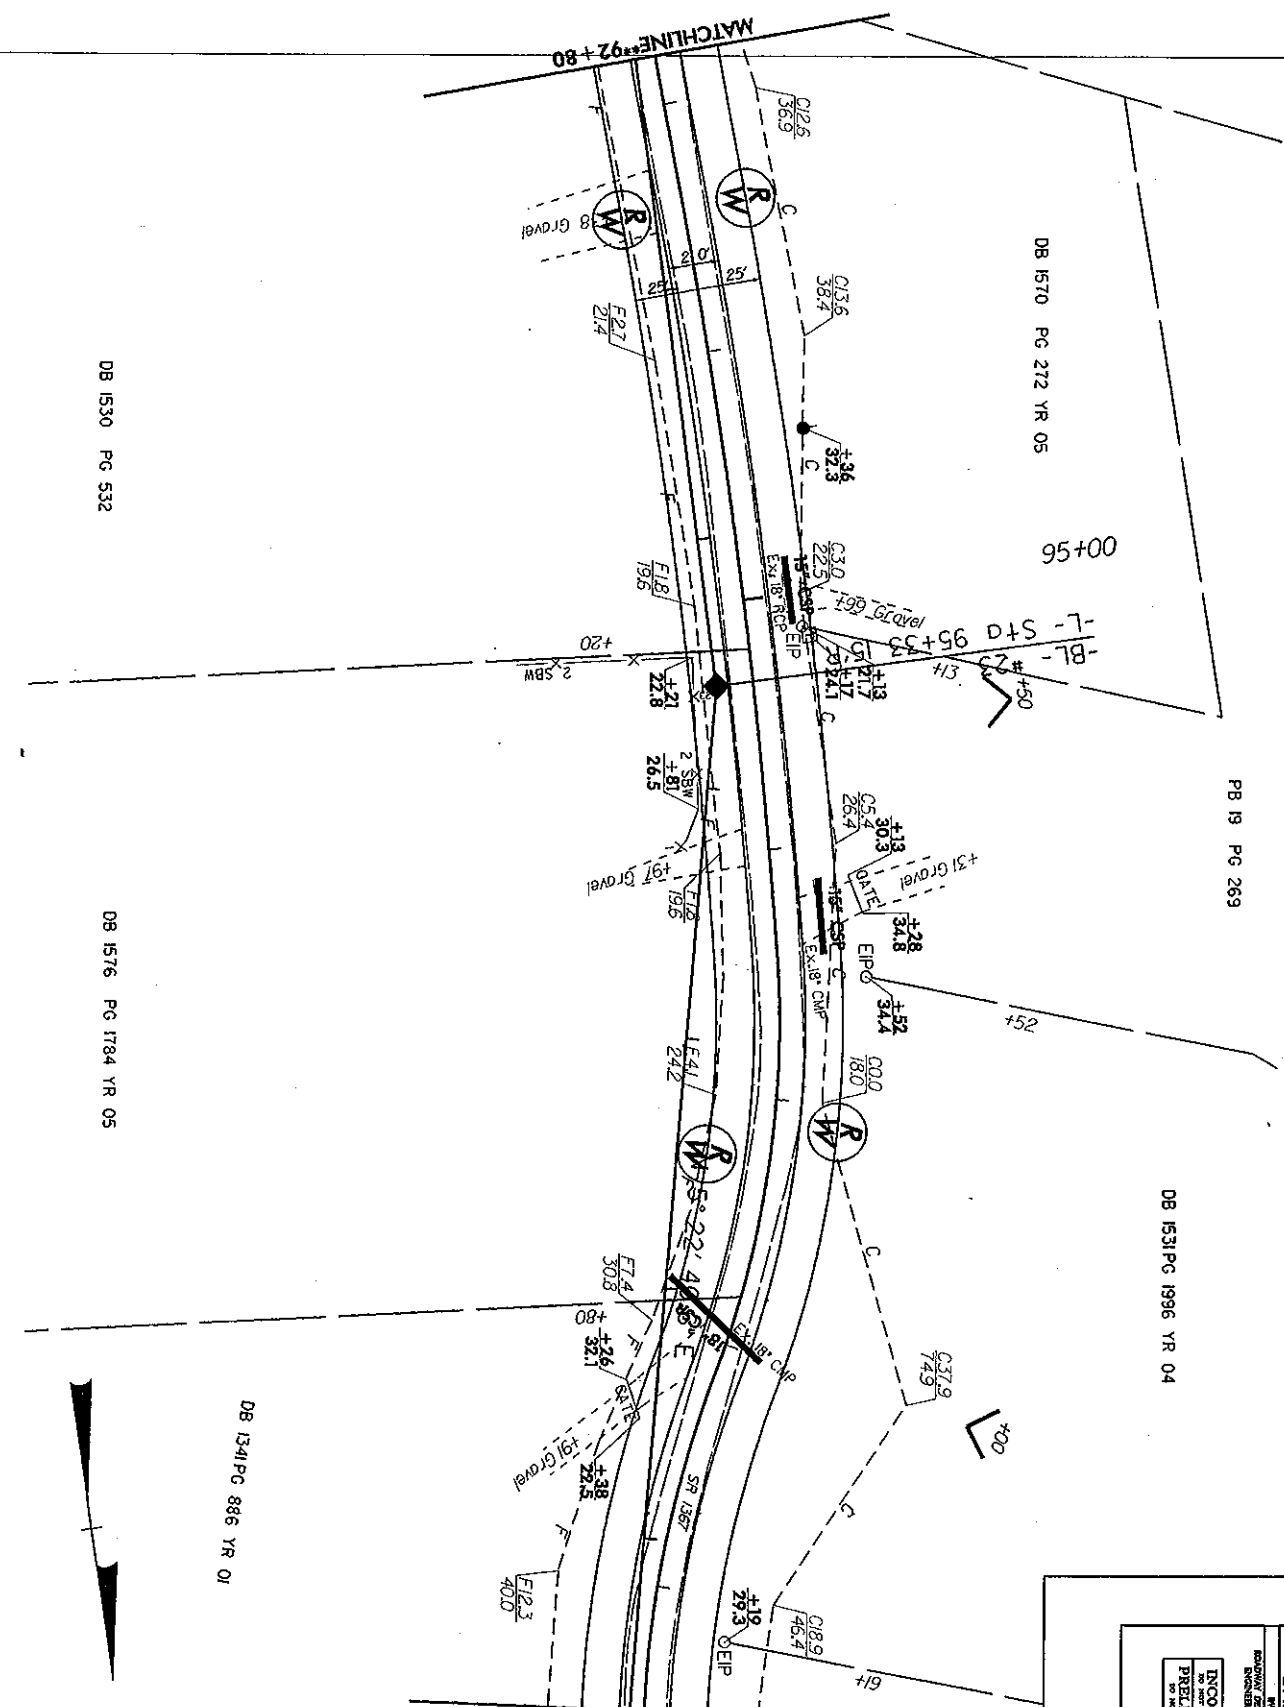 MATCHLINE**92+80
C12.6
36.9
C
R
W
R
W
+38 Gravel
20'
25'
25'
F
F2.7
21.4
C13.6
38.4
DB 1570 PG 272 YR 05
DB 1530 PG 532
+36
32.3
C
F
95+00
C3.0
22.5
15" CSP
EX. 18" RCP
EIP
+69 Gravel
F1.8
19.6
+13
21.7
+17
24.1
-L- Sta 95+33
-BL- #23
+13
+50
+20
2 SBW
+21
22.8
C
PB 19 PG 269
2 SBW
+81
26.5
F
C5.4
26.4
+13
30.3
GATE
+31 Gravel
+28
34.8
+97 Gravel
F1.8
19.6
15" CSP
EX. 18" CMP
C
EIP
+52
34.4
+52
DB 1576 PG 1784 YR 05
F4.1
24.2
C0.0
18.0
R
W
R
W
DB 1531 PG 1996 YR 04
C
F7.4
30.8
+80
18" CSP
EX. 18" CMP
E
F
+26
32.1
GATE
+91 Gravel
+38
22.5
C37.9
74.9
+00
C
SR 1367
DB 1341 PG 886 YR 01
F
F12.3
40.0
+19
29.3
C18.9
46.4
EIP
+19